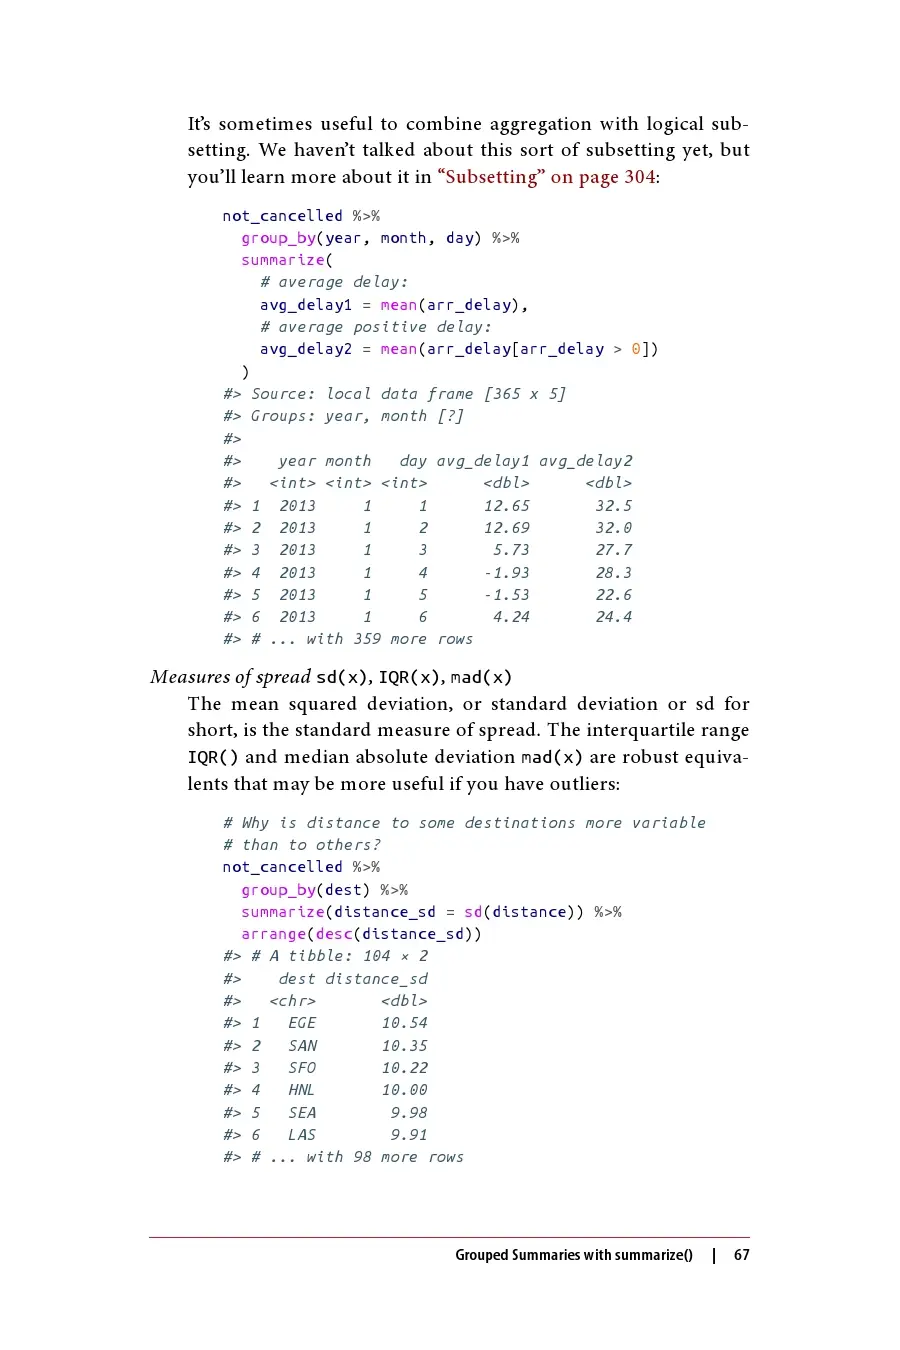 It's sometimes useful to combine aggregation with logical sub-
setting. We haven't talked about this sort of subsetting yet, but
you'll learn more about it in “Subsetting” on page 304:
not_cancelled %>%
  group_by(year, month, day) %>%
  summarize(
    # average delay:
    avg_delay1 = mean(arr_delay),
    # average positive delay:
    avg_delay2 = mean(arr_delay[arr_delay > 0])
  )
#> Source: local data frame [365 x 5]
#> Groups: year, month [?]
#>
#>    year month   day avg_delay1 avg_delay2
#>   <int> <int> <int>      <dbl>      <dbl>
#> 1  2013     1     1      12.65       32.5
#> 2  2013     1     2      12.69       32.0
#> 3  2013     1     3       5.73       27.7
#> 4  2013     1     4      -1.93       28.3
#> 5  2013     1     5      -1.53       22.6
#> 6  2013     1     6       4.24       24.4
#> # ... with 359 more rows
Measures of spread sd(x), IQR(x), mad(x)
The mean squared deviation, or standard deviation or sd for
short, is the standard measure of spread. The interquartile range
IQR() and median absolute deviation mad(x) are robust equiva-
lents that may be more useful if you have outliers:
# Why is distance to some destinations more variable
# than to others?
not_cancelled %>%
  group_by(dest) %>%
  summarize(distance_sd = sd(distance)) %>%
  arrange(desc(distance_sd))
#> # A tibble: 104 × 2
#>    dest distance_sd
#>   <chr>       <dbl>
#> 1   EGE       10.54
#> 2   SAN       10.35
#> 3   SFO       10.22
#> 4   HNL       10.00
#> 5   SEA        9.98
#> 6   LAS        9.91
#> # ... with 98 more rows
Grouped Summaries with summarize() | 67